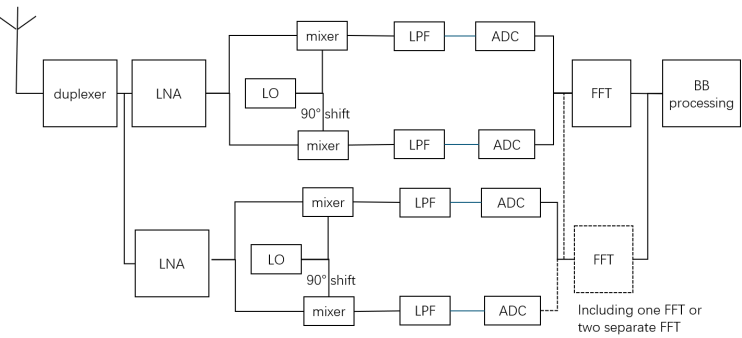 mixer
LPF
ADC
duplexer
LNA
LO
90° shift
FFT
BB
processing
mixer
LPF
ADC
mixer
LPF
ADC
LNA
LO
90° shift
FFT
mixer
LPF
ADC
Including one FFT or
two separate FFT